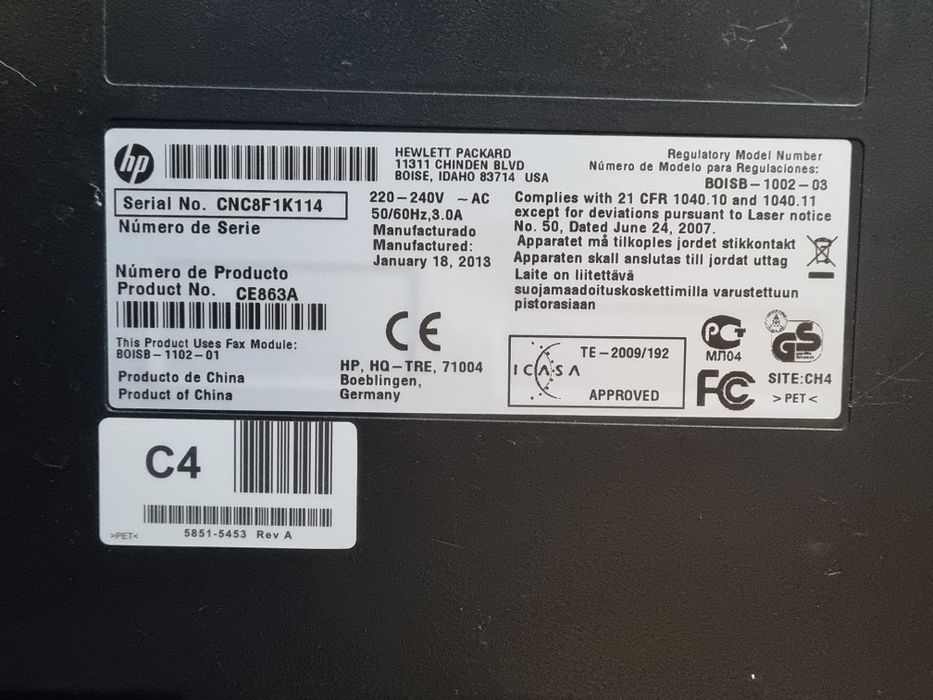 hp
HEWLETT PACKARD
11311 CHINDEN BLVD
BOISE, IDAHO 83714 USA
Regulatory Model Number
Número de Modelo para Regulaciones:
BOISB-1002-03
Serial No. CNC8F1K114
Número de Serie
220-240V ~ AC
50/60Hz,3.0A
Manufacturado
Manufactured:
January 18, 2013
Complies with 21 CFR 1040.10 and 1040.11
except for deviations pursuant to Laser notice
No. 50, Dated June 24, 2007.
Apparatet må tilkoples jordet stikkontakt
Apparaten skall anslutas till jordat uttag
Laite on liitettävä
suojamaadoituskoskettimilla varustettuun
pistorasiaan
Número de Producto
Product No. CE863A
This Product Uses Fax Module:
BOISB-1102-01
Producto de China
Product of China
CE
HP, HQ-TRE, 71004
Boeblingen,
Germany
ICASA
TE-2009/192
APPROVED
РСТ
МЛ04
GS
FC
SITE:CH4
>PET<
C4
>PET<
5851-5453 Rev A